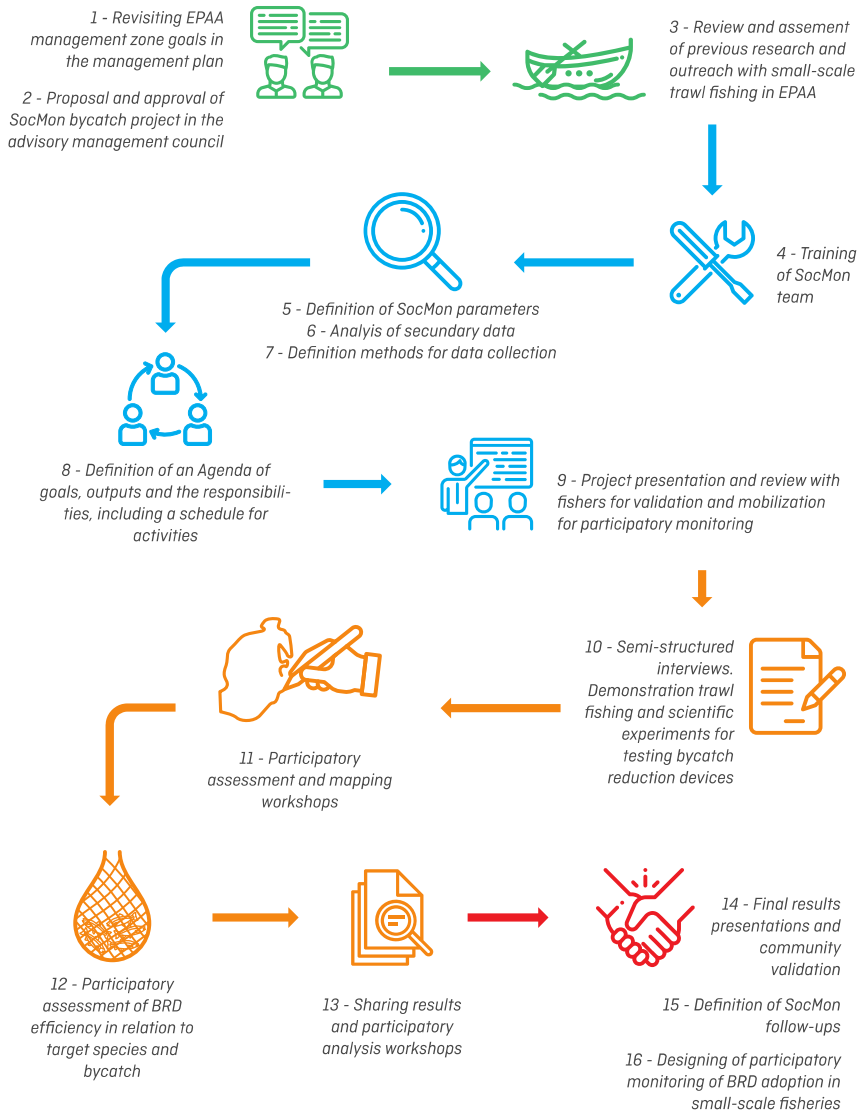 1 - Revisiting EPAA
management zone goals in
the management plan
2 - Proposal and approval of
SocMon bycatch project in the
advisory management council
3 - Review and assement
of previous research and
outreach with small-scale
trawl fishing in EPAA
4 - Training
of SocMon
team
5 - Definition of SocMon parameters
6 - Analyis of secundary data
7 - Definition methods for data collection
8 - Definition of an Agenda of
goals, outputs and the responsibili-
ties, including a schedule for
activities
9 - Project presentation and review with
fishers for validation and mobilization
for participatory monitoring
10 - Semi-structured
interviews.
Demonstration trawl
fishing and scientific
experiments for
testing bycatch
reduction devices
11 - Participatory
assessment and mapping
workshops
12 - Participatory
assessment of BRD
efficiency in relation to
target species and
bycatch
13 - Sharing results
and participatory
analysis workshops
14 - Final results
presentations and
community
validation
15 - Definition of SocMon
follow-ups
16 - Designing of participatory
monitoring of BRD adoption in
small-scale fisheries